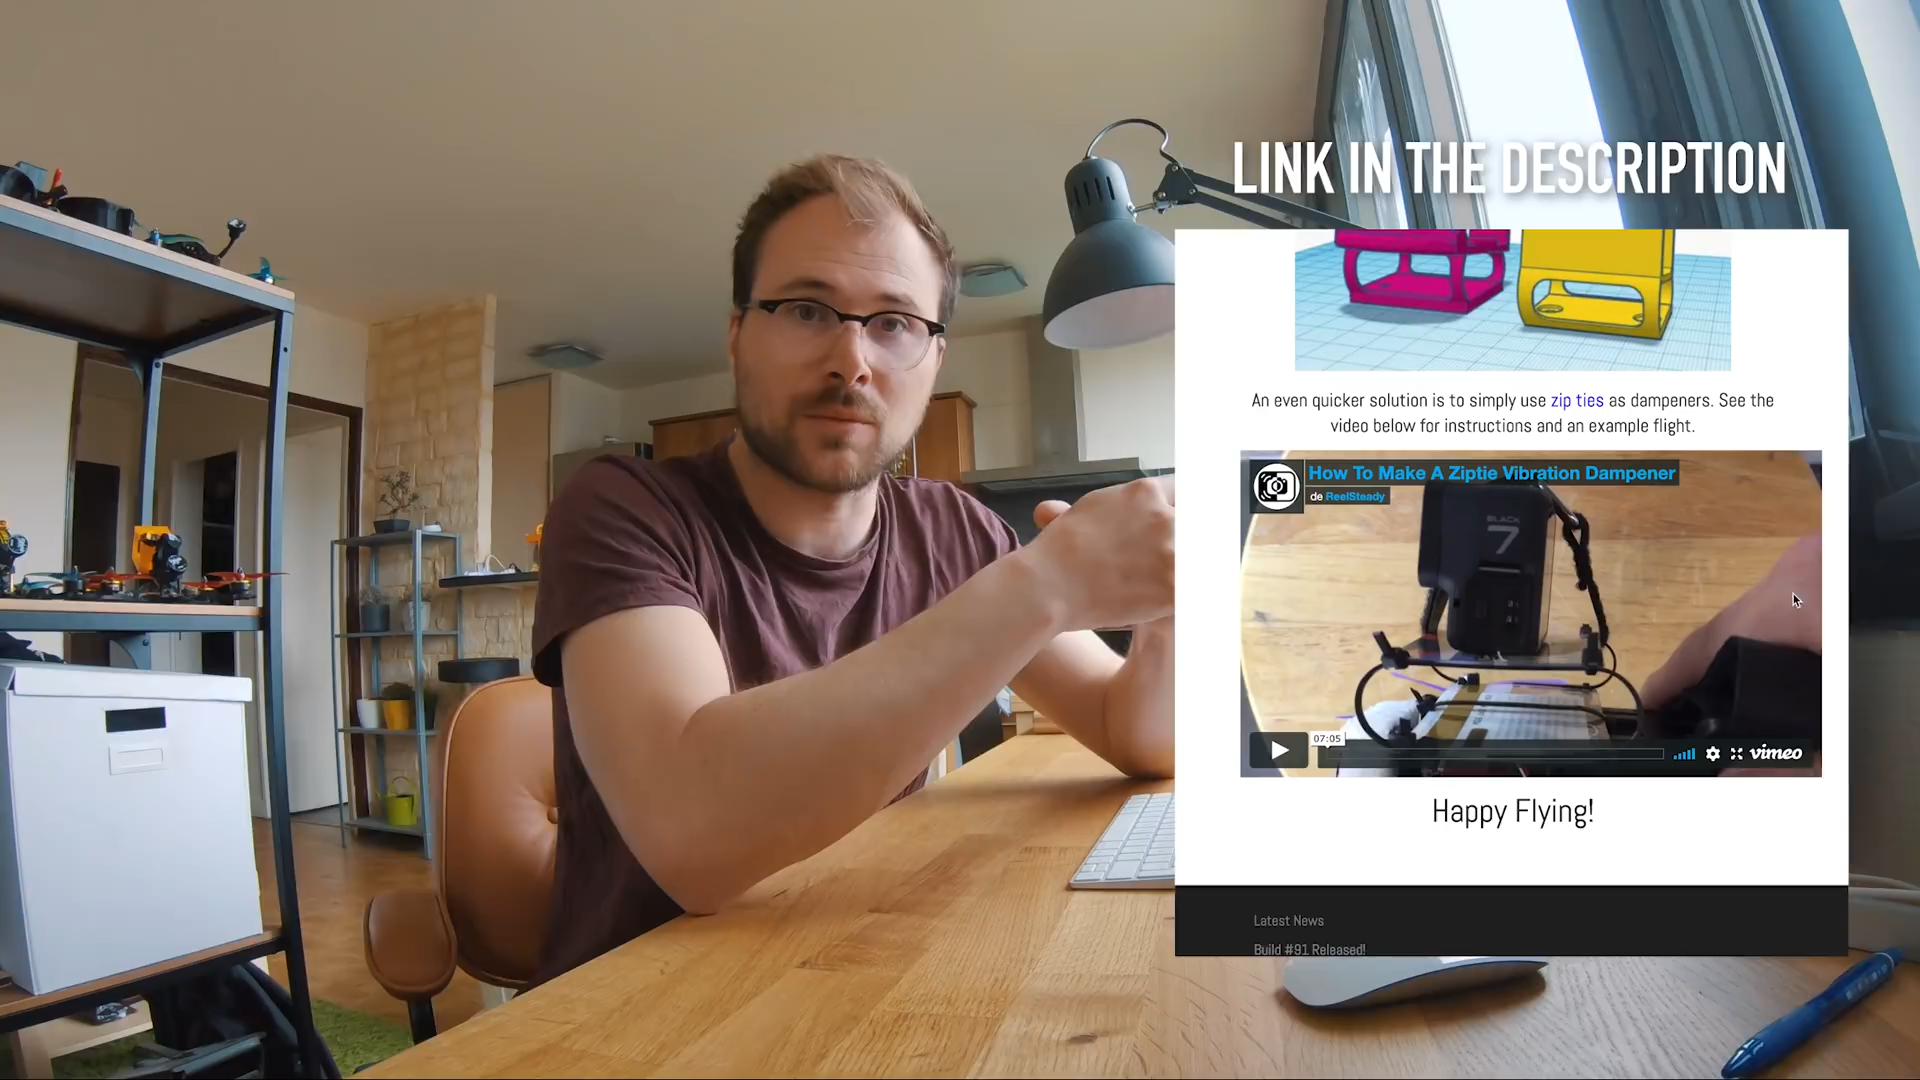 LINK IN THE DESCRIPTION
An even quicker solution is to simply use zip ties as dampeners. See the
video below for instructions and an example flight.
How To Make A Ziptie Vibration Dampener
de ReelSteady
BLACK
7
07:05
vimeo
Happy Flying!
Latest News
Build #91 Released!